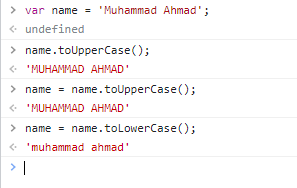 > var name = 'Muhammad Ahmad';
< undefined
> name.toUpperCase();
< 'MUHAMMAD AHMAD'
> name = name.toUpperCase();
< 'MUHAMMAD AHMAD'
> name = name.toLowerCase();
< 'muhammad ahmad'
>